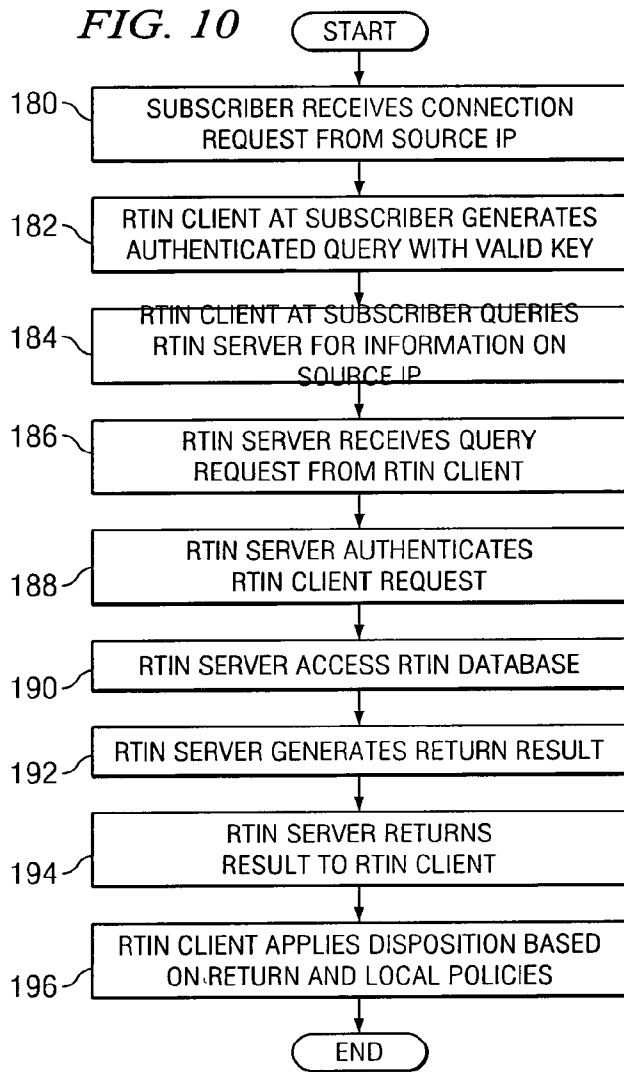 FIG. 10
START
180
SUBSCRIBER RECEIVES CONNECTION
REQUEST FROM SOURCE IP
182
RTIN CLIENT AT SUBSCRIBER GENERATES
AUTHENTICATED QUERY WITH VALID KEY
184
RTIN CLIENT AT SUBSCRIBER QUERIES
RTIN SERVER FOR INFORMATION ON
SOURCE IP
186
RTIN SERVER RECEIVES QUERY
REQUEST FROM RTIN CLIENT
188
RTIN SERVER AUTHENTICATES
RTIN CLIENT REQUEST
190
RTIN SERVER ACCESS RTIN DATABASE
192
RTIN SERVER GENERATES RETURN RESULT
194
RTIN SERVER RETURNS
RESULT TO RTIN CLIENT
196
RTIN CLIENT APPLIES DISPOSITION BASED
ON RETURN AND LOCAL POLICIES
END